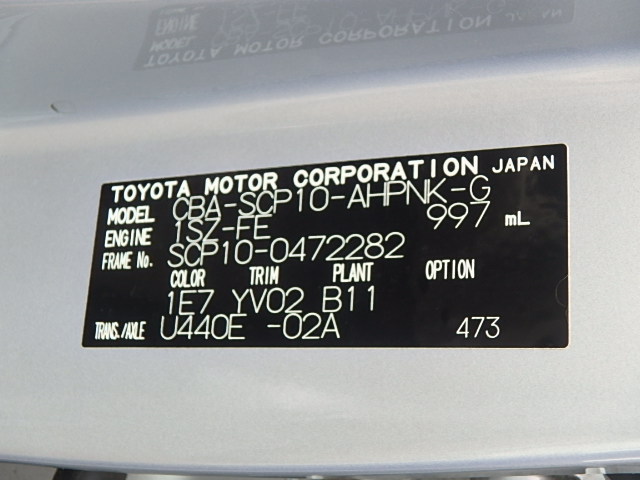 TOYOTA MOTOR CORPORATION JAPAN
MODEL CBA-SCP10-AHPNK-G
ENGINE 1SZ-FE 997 mL
FRAME No. SCP10-0472282
COLOR TRIM PLANT OPTION
1E7 YV02 B11
TRANS./AXLE U440E -02A 473